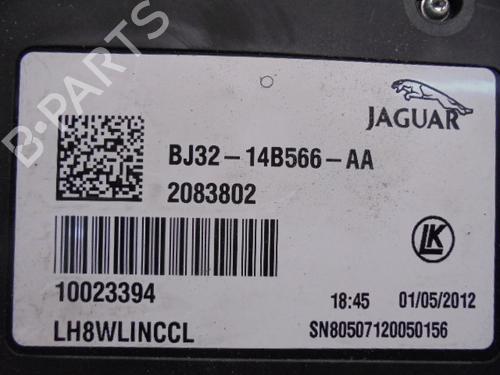 B-PARTS
JAGUAR
BJ32-14B566-AA
2083802
LK
10023394
18:45 01/05/2012
LH8WLINCCL
SN80507120050156